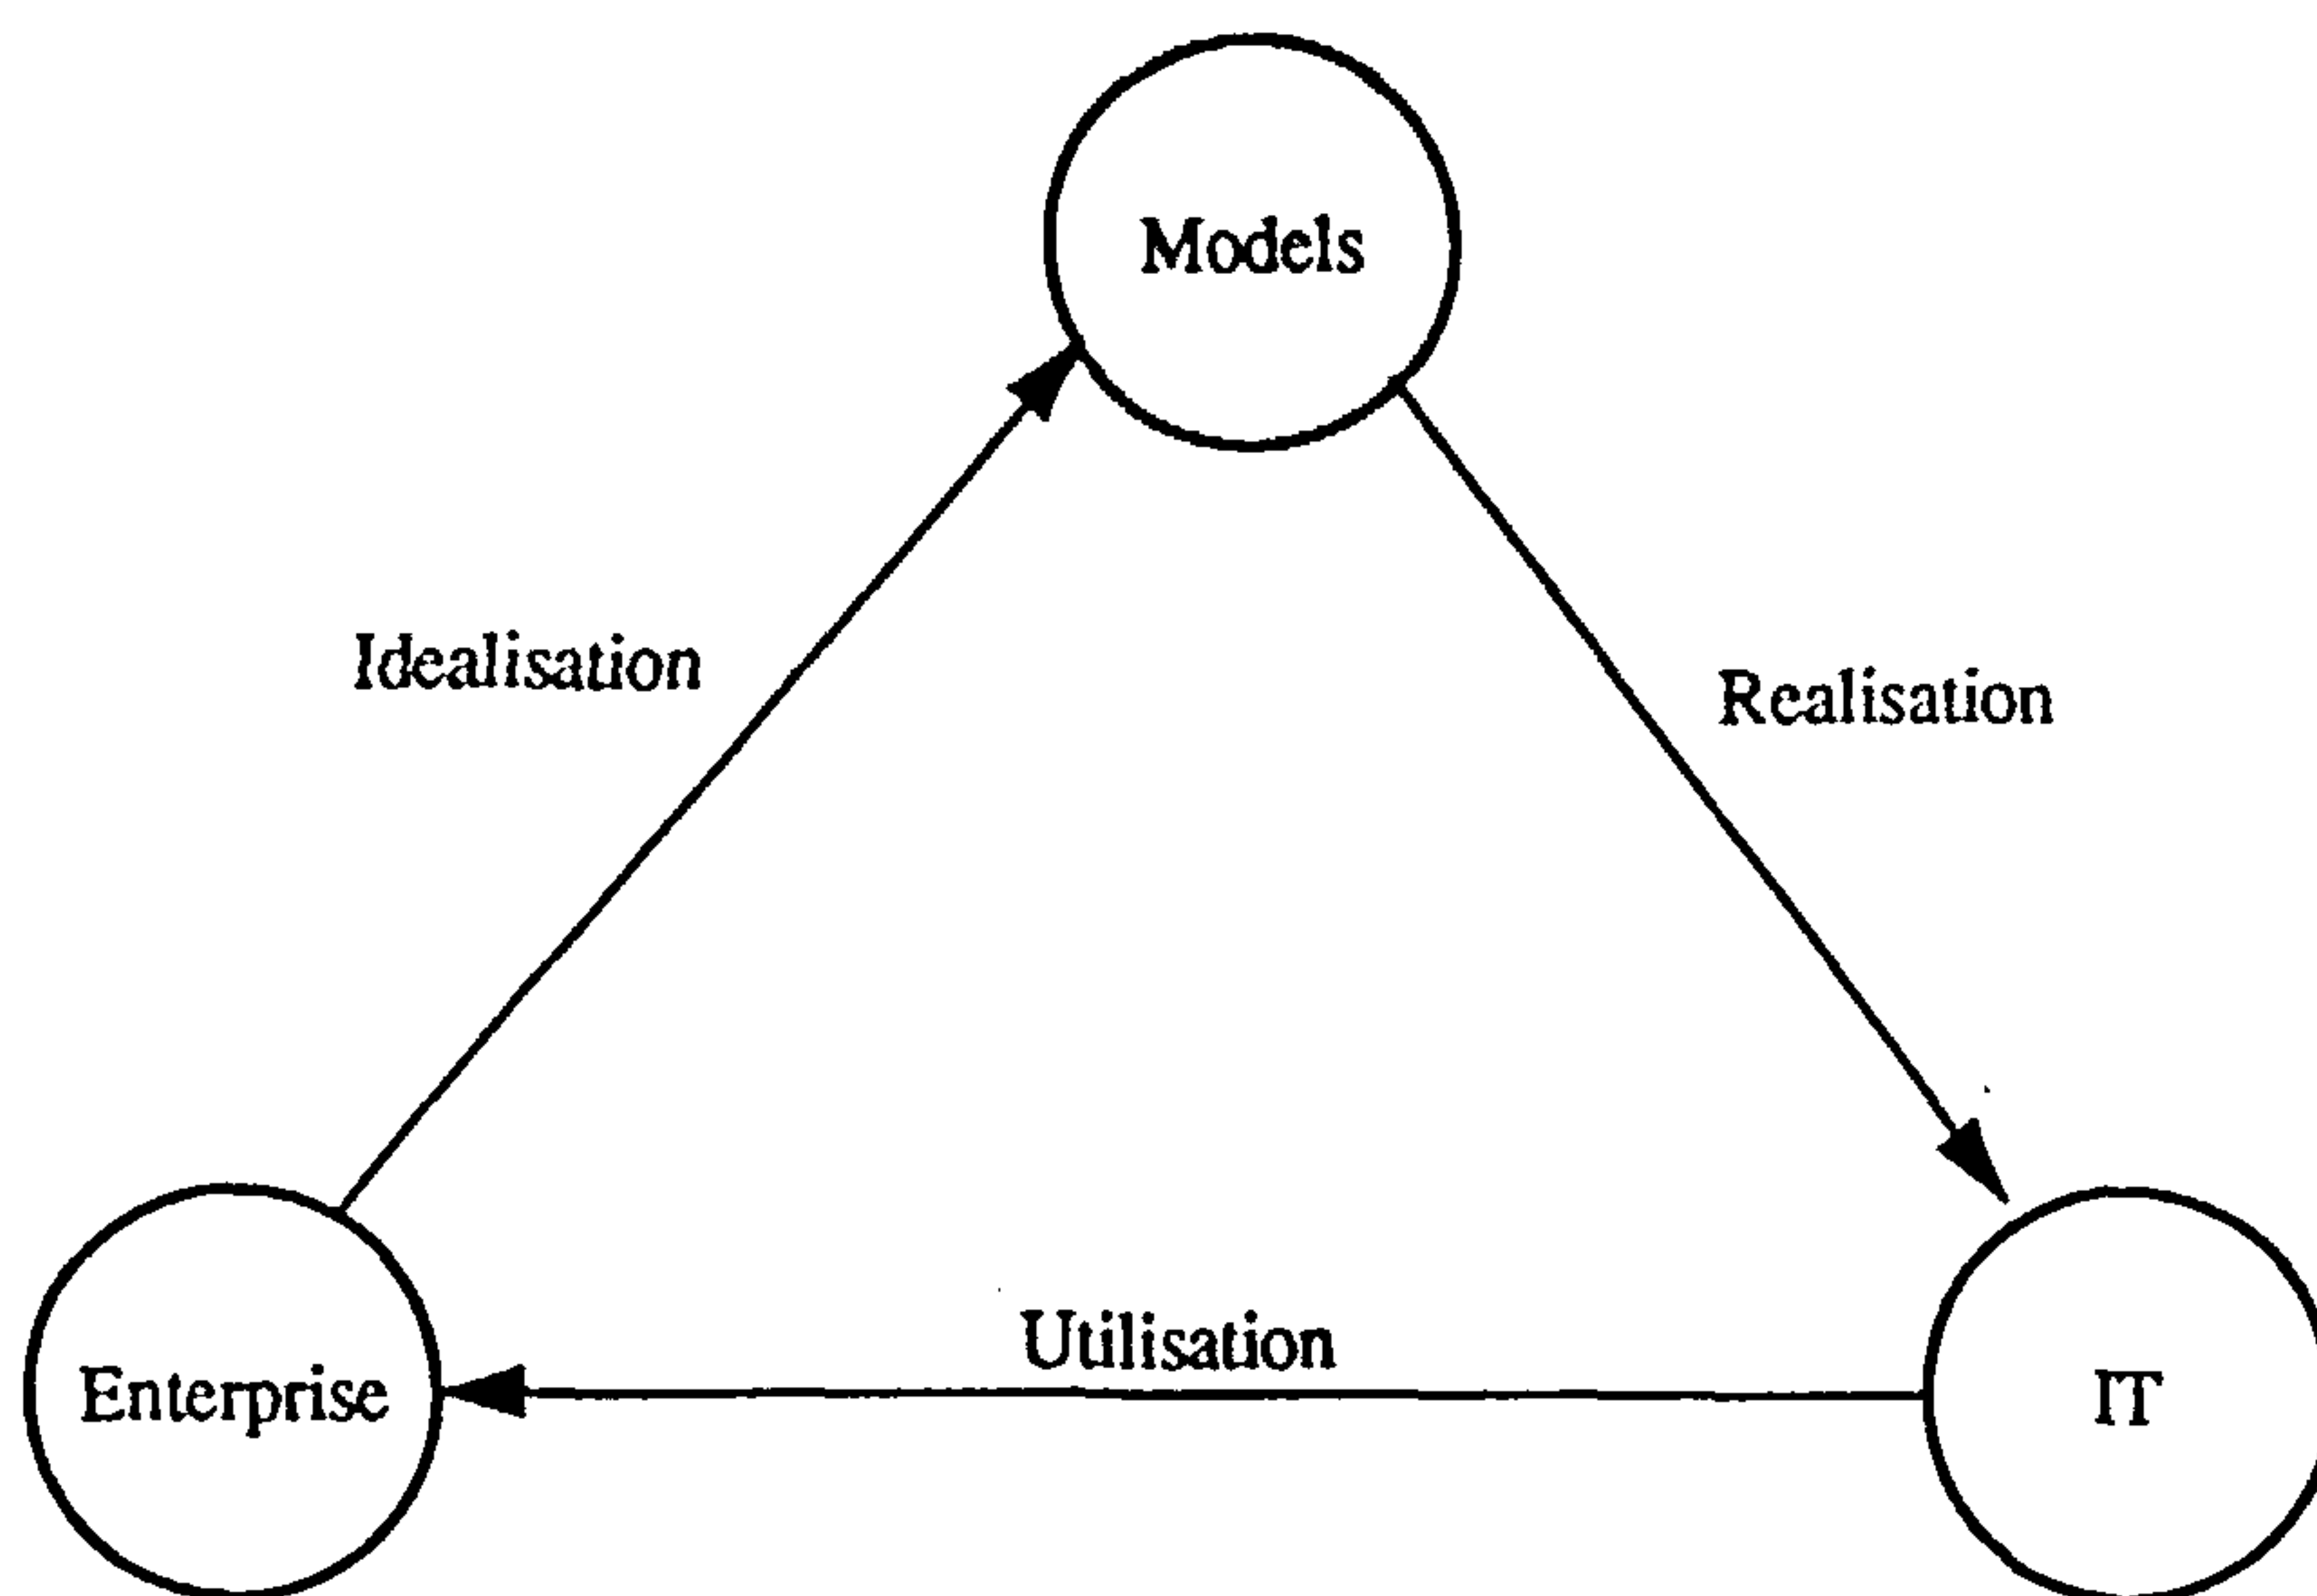 Models
Idealisation
Realisation
Utilisation
Enterprise
IT